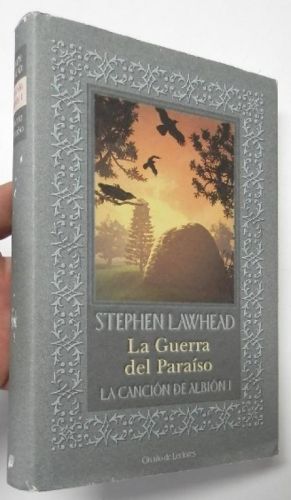 STEPHEN LAWHEAD
La Guerra
del Paraíso
LA CANCIÓN DE ALBIÓN I
Círculo de Lectores